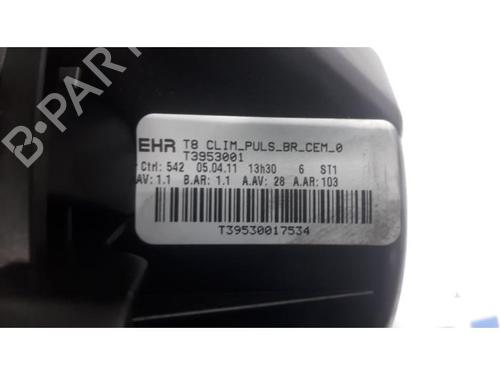 B-PARTS
EHR T8 CLIM_PULS_BR_CEM_0
T3953001
Ctrl: 542 05.04.11 13h30 6 ST1
AV: 1.1 B.AR: 1.1 A.AV: 28 A.AR: 103
T39530017534